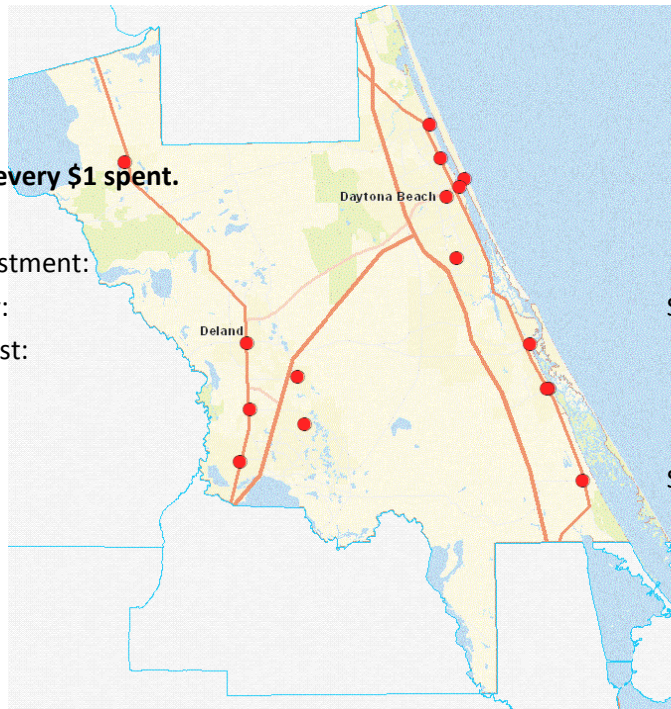 every $1 spent.
Daytona Beach
stment:
S
:
Deland
st:
S